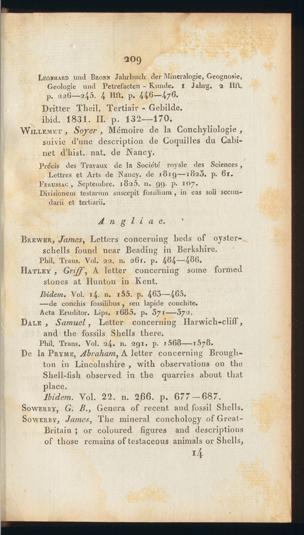 209
Leonhard und Bronn Jahrbuch der Mineralogie, Geognosie,
Geologie und Petrefacten-Kunde. 1 Jahrg. 2 Hft.
p. 226—245. 4 Hft. p. 446—476.
Dritter Theil. Tertiair-Gebilde.
ibid. 1831. II. p. 132—170.
Willemet, Soyer, Mémoire de la Conchyliologie,
suivie d'une description de Coquilles du Cabi-
net d'hist. nat. de Nancy.
Précis des Travaux de la Société royale des Sciences,
Lettres et Arts de Nancy. de 1819—1823. p. 61.
Ferussac, Septembre. 1825. n. 99. p. 107.
Divisionem testarum suscepit fossilium, in eas soli secun-
darii et tertiarii.
Angliae.
Brewer, James, Letters concerning beds of oyster-
schells found near Beading in Berkshire.
Phil. Trans. Vol. 22. n. 261. p. 484—486.
Hatley, Griff, A letter concerning some formed
stones at Hunton in Kent.
Ibidem. Vol. 14. n. 155. p. 463—465.
—de conchis fossilibus, seu lapide conchite.
Acta Eruditor. Lips. 1685. p. 371—372.
Dale, Samuel, Letter concerning Harwich-cliff,
and the fossils Shells there.
Phil. Trans. Vol. 24. n. 291. p. 1568—1578.
De la Pryme, Abraham, A letter concerning Brough-
ton in Lincolnshire, with observations on the
Shell-fish observed in the quarries about that
place.
Ibidem. Vol. 22. n. 266. p. 677—687.
Sowerby, G. B., Genera of recent and fossil Shells.
Sowerby, James, The mineral conchology of Great-
Britain; or coloured figures and descriptions
of those remains of testaceous animals or Shells,
14